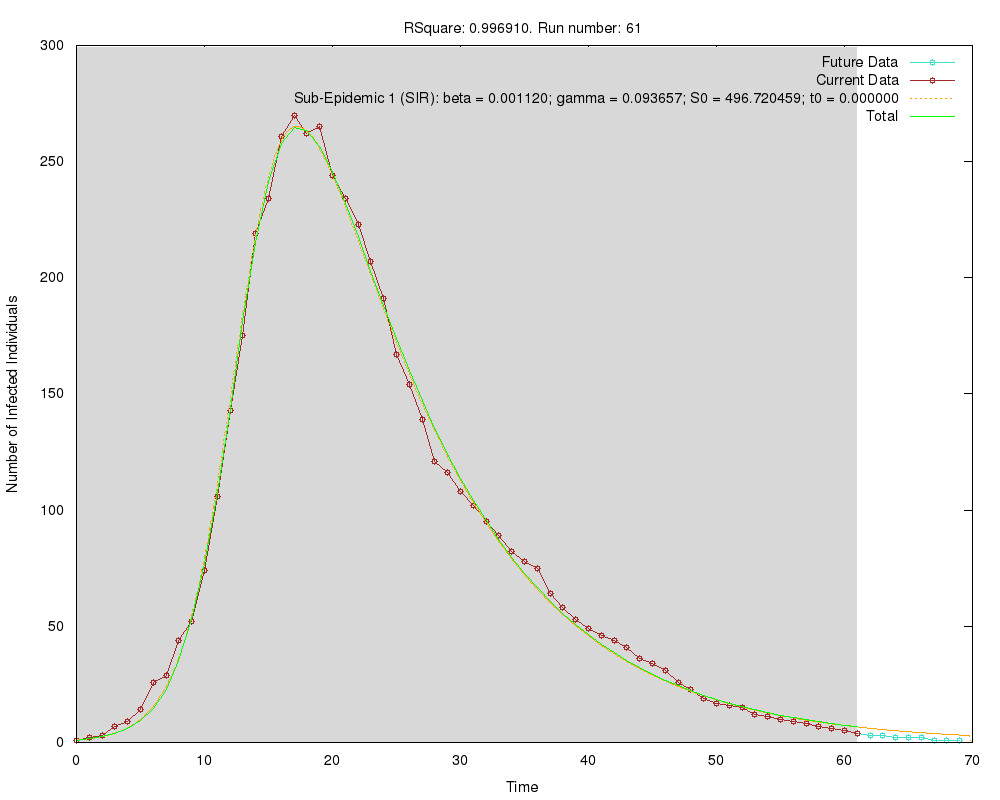 RSquare: 0.996910. Run number: 61
300
250
200
150
100
50
0
Number of Infected Individuals
Future Data
Current Data
Sub-Epidemic 1 (SIR): beta = 0.001120; gamma = 0.093657; S0 = 496.720459; t0 = 0.000000
Total
0 10 20 30 40 50 60 70
Time